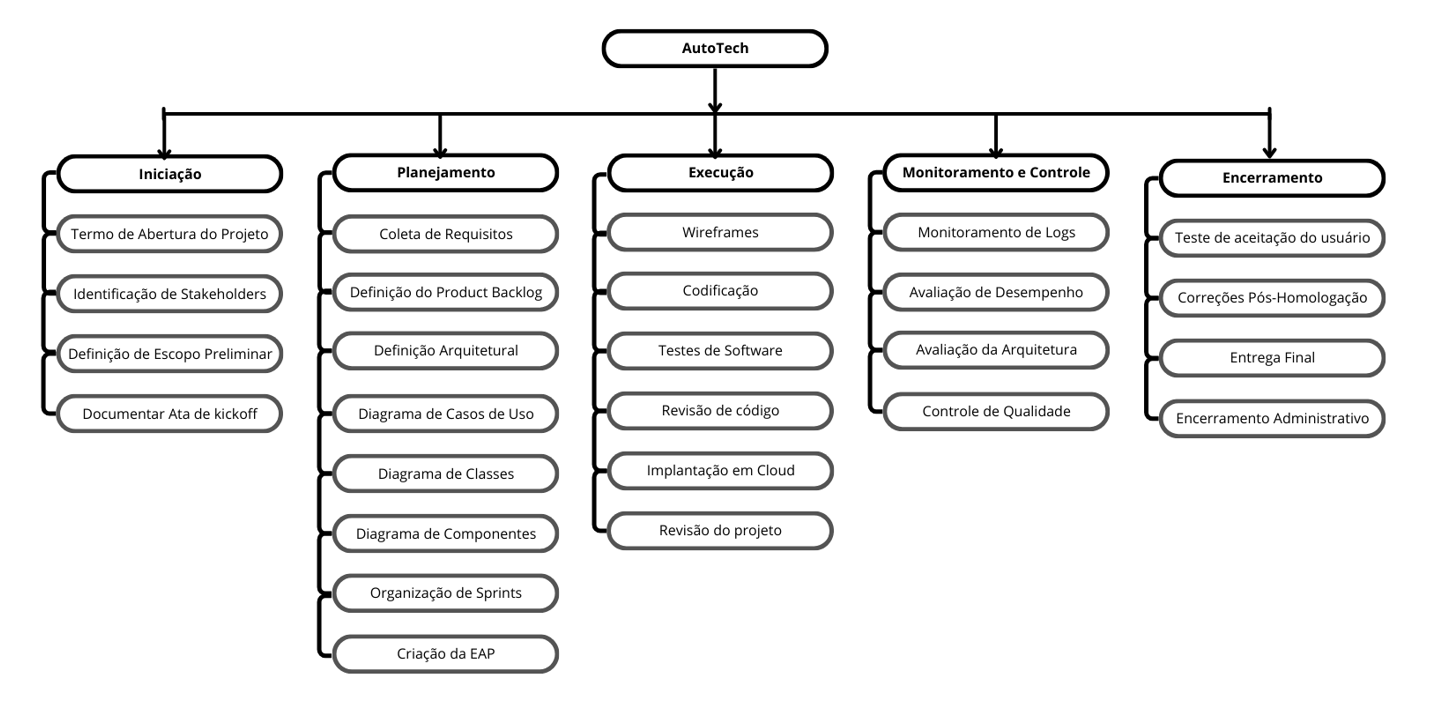 AutoTech
Iniciação
Termo de Abertura do Projeto
Identificação de Stakeholders
Definição de Escopo Preliminar
Documentar Ata de kickoff
Planejamento
Coleta de Requisitos
Definição do Product Backlog
Definição Arquitetural
Diagrama de Casos de Uso
Diagrama de Classes
Diagrama de Componentes
Organização de Sprints
Criação da EAP
Execução
Wireframes
Codificação
Testes de Software
Revisão de código
Implantação em Cloud
Revisão do projeto
Monitoramento e Controle
Monitoramento de Logs
Avaliação de Desempenho
Avaliação da Arquitetura
Controle de Qualidade
Encerramento
Teste de aceitação do usuário
Correções Pós-Homologação
Entrega Final
Encerramento Administrativo